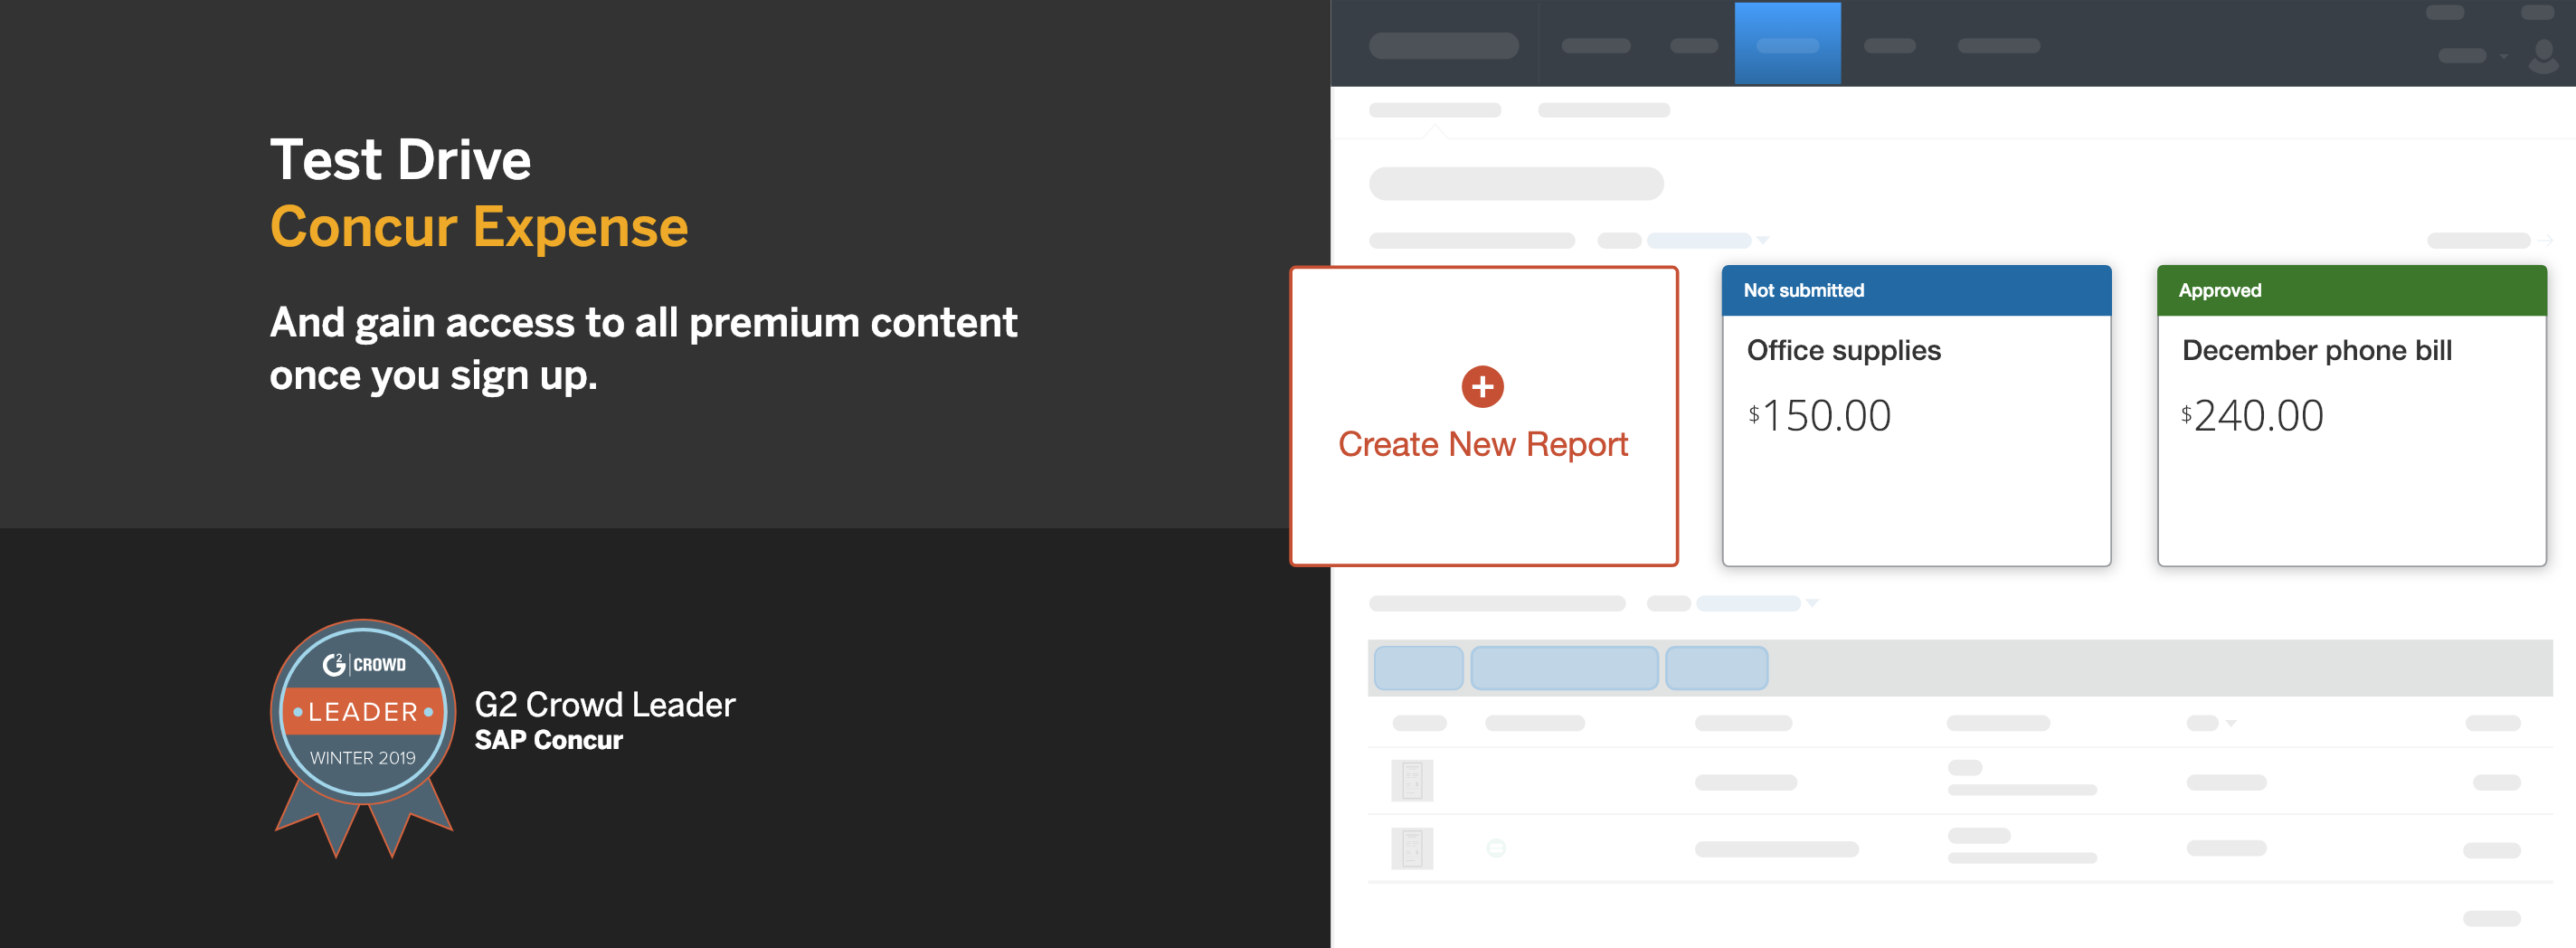 Test Drive
Concur Expense
And gain access to all premium content
once you sign up.
G2 | CROWD
LEADER
WINTER 2019
G2 Crowd Leader
SAP Concur
Create New Report
Not submitted
Office supplies
$150.00
Approved
December phone bill
$240.00